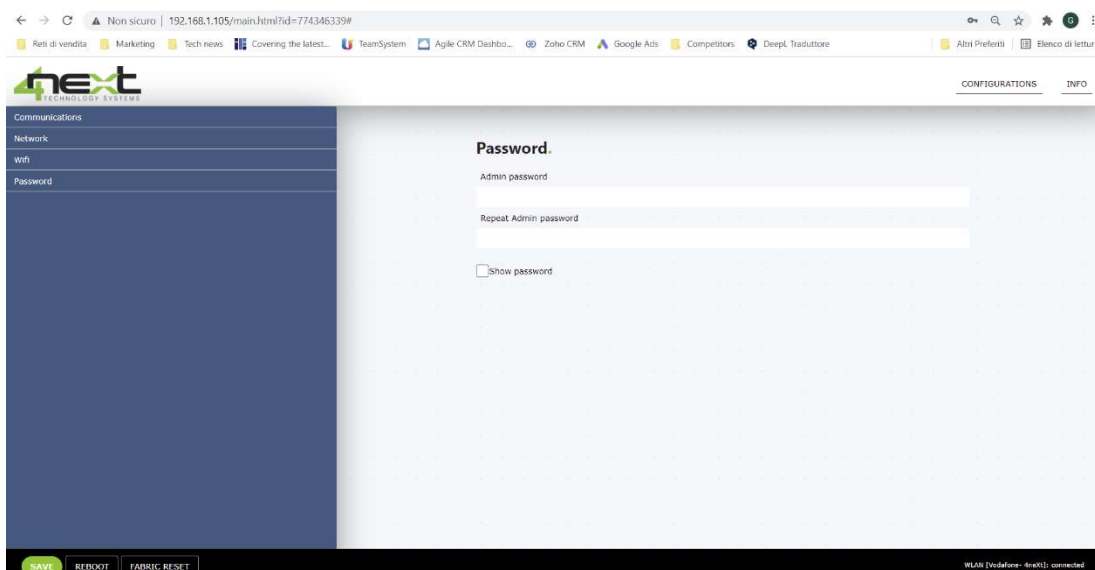 Non sicuro | 192.168.1.105/main.html?id=774346339#
Reti di vendita Marketing Tech news Covering the latest... TeamSystem Agile CRM Dashbo... Zoho CRM Google Ads Competitors DeepL Traduttore Altri Preferiti Elenco di lettur
4neXt
TECHNOLOGY SYSTEMS
CONFIGURATIONS INFO
Communications
Network
Wifi
Password
Password.
Admin password
Repeat Admin password
Show password
SAVE REBOOT FABRIC RESET
WLAN [Vodafone- 4neXt]: connected